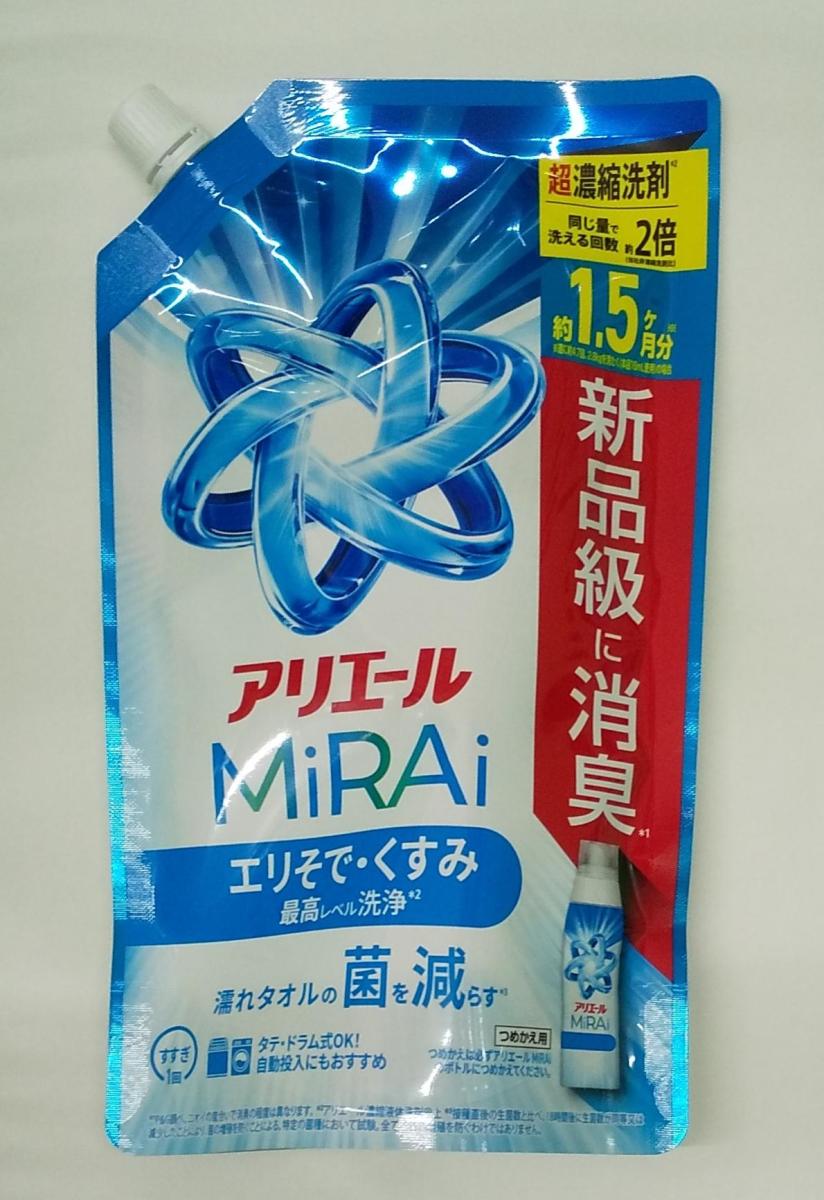 超濃縮洗剤*²
同じ量で
洗える回数 約2倍
約1.5ヶ月分
新品級に消臭*¹
アリエール
MiRAi
エリそで・くすみ
最高レベル洗浄*²
濡れタオルの菌を減らす*³
すすぎ
1回
タテ・ドラム式OK!
自動投入にもおすすめ
つめかえ用
つめかえは必ずアリエールMiRAi
のボトルにつめかえてください。
アリエール
MiRAi